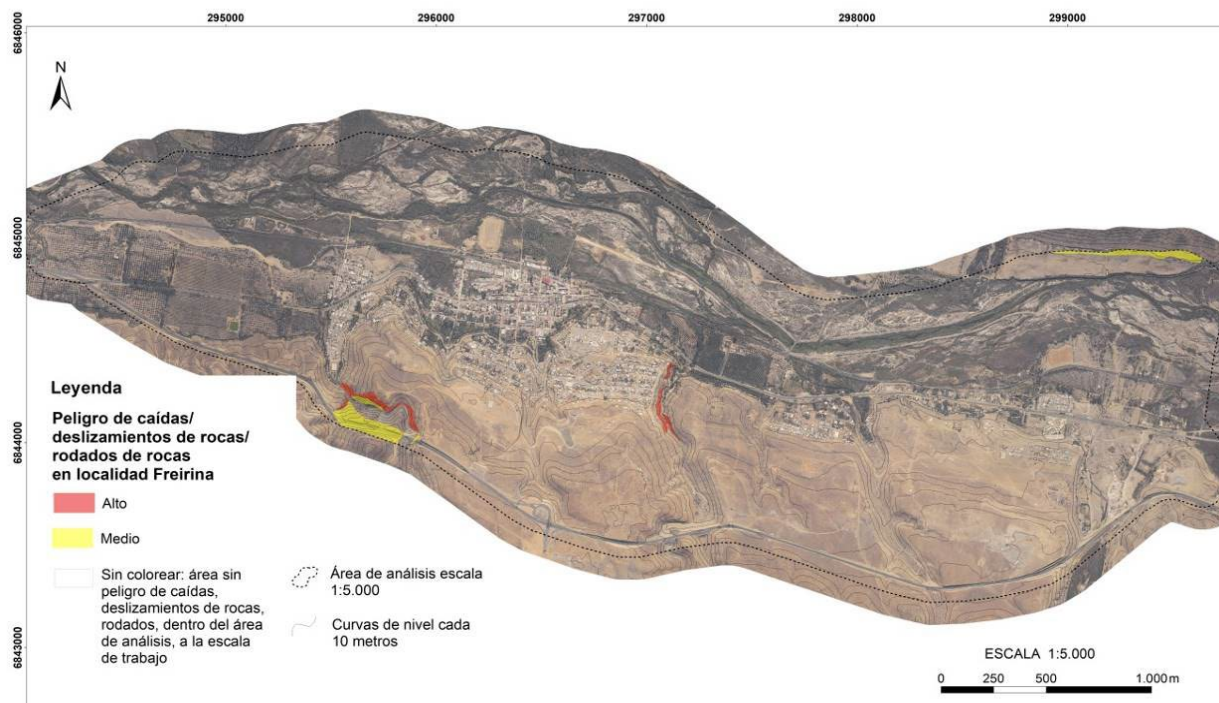 295000
296000
297000
298000
299000
6846000
6845000
6844000
6843000
N
Leyenda
Peligro de caídas/
deslizamientos de rocas/
rodados de rocas
en localidad Freirina
Alto
Medio
Sin colorear: área sin
peligro de caídas,
deslizamientos de rocas,
rodados, dentro del área
de análisis, a la escala
de trabajo
Área de análisis escala
1:5.000
Curvas de nivel cada
10 metros
ESCALA 1:5.000
0 250 500 1.000 m